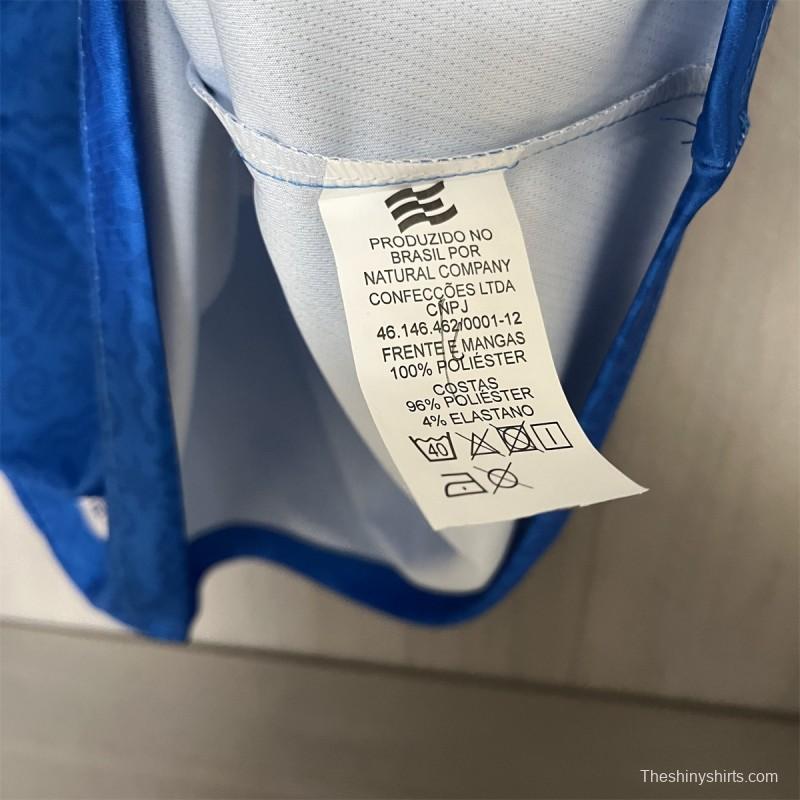 PRODUZIDO NO
BRASIL POR
NATURAL COMPANY
CONFECÇÕES LTDA
CNPJ
46.146.462/0001-12
FRENTE E MANGAS
100% POLIÉSTER
COSTAS
96% POLIÉSTER
4% ELASTANO
40
Theshinyshirts.com